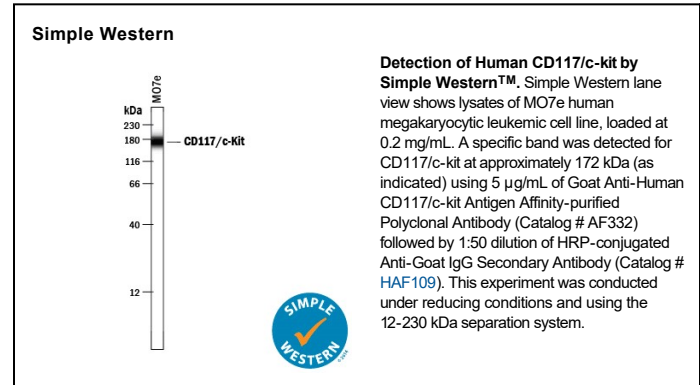 Simple Western
MO7e
kDa
230
180
CD117/c-Kit
116
66
40
12
SIMPLE
WESTERN
Detection of Human CD117/c-kit by
Simple Western™. Simple Western lane
view shows lysates of MO7e human
megakaryocytic leukemic cell line, loaded at
0.2 mg/mL. A specific band was detected for
CD117/c-kit at approximately 172 kDa (as
indicated) using 5 µg/mL of Goat Anti-Human
CD117/c-kit Antigen Affinity-purified
Polyclonal Antibody (Catalog # AF332)
followed by 1:50 dilution of HRP-conjugated
Anti-Goat IgG Secondary Antibody (Catalog #
HAF109). This experiment was conducted
under reducing conditions and using the
12-230 kDa separation system.